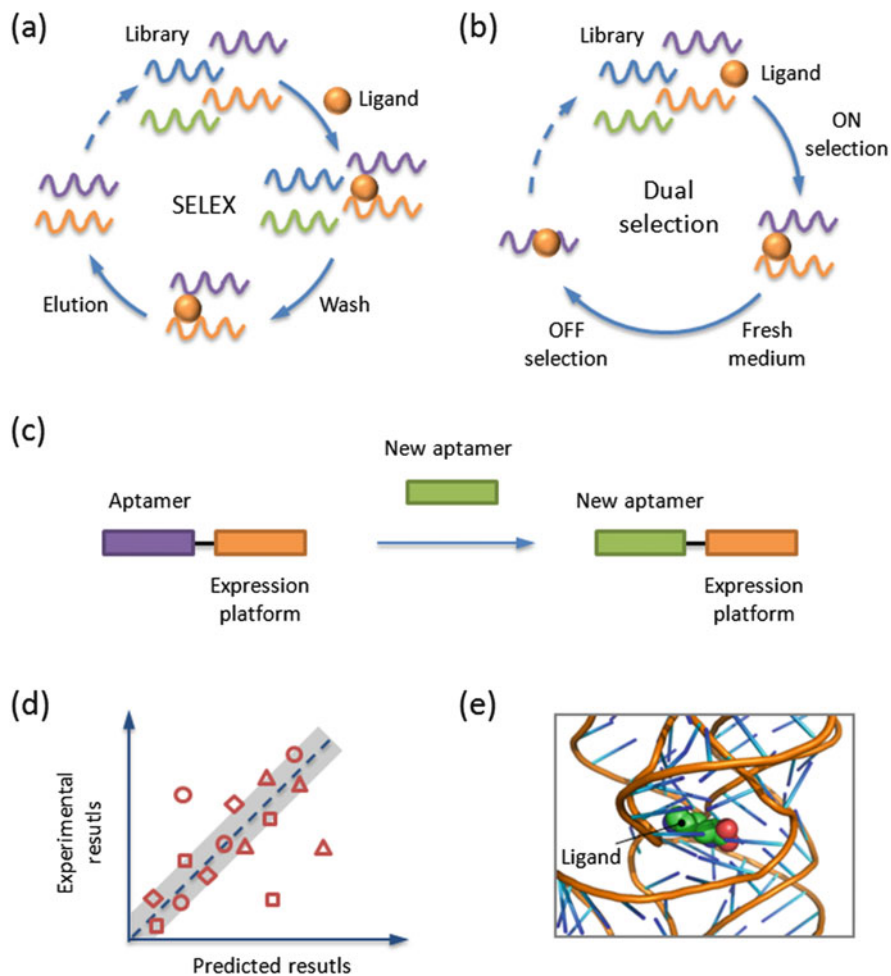 (a)
Library
Ligand
SELEX
Elution
Wash
(b)
Library
Ligand
ON
selection
Dual
selection
OFF
selection
Fresh
medium
(c)
New aptamer
Aptamer
New aptamer
Expression
platform
Expression
platform
(d)
Experimental
resutls
Predicted resutls
(e)
Ligand